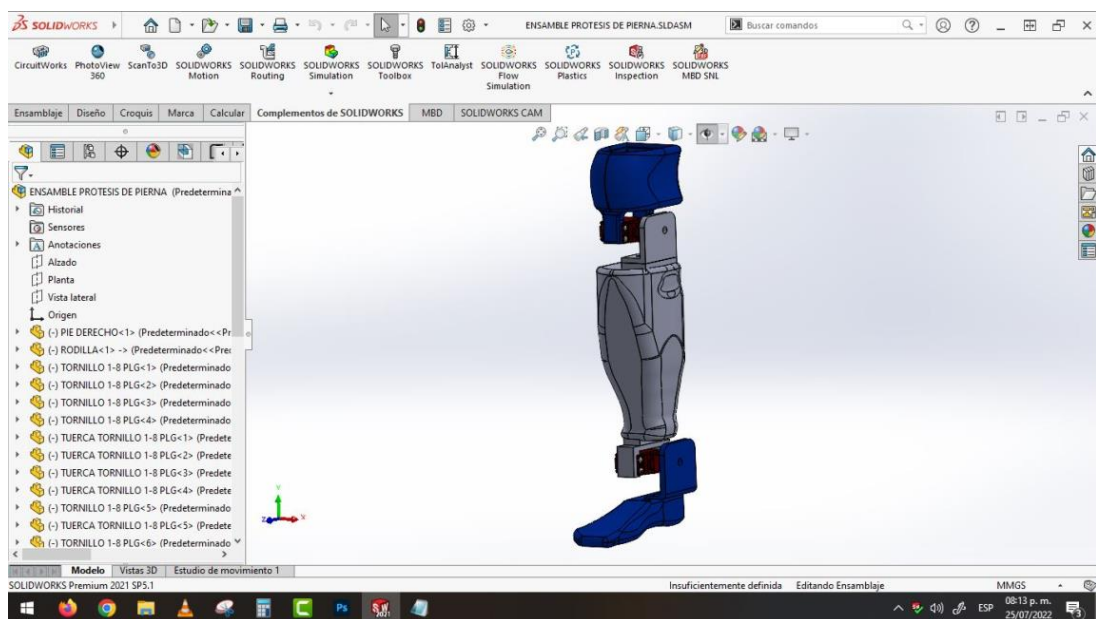 SOLIDWORKS
ENSAMBLE PROTESIS DE PIERNA.SLDASM
Buscar comandos
CircuitWorks
PhotoView 360
ScanTo3D
SOLIDWORKS Motion
SOLIDWORKS Routing
SOLIDWORKS Simulation
SOLIDWORKS Toolbox
TolAnalyst
SOLIDWORKS Flow Simulation
SOLIDWORKS Plastics
SOLIDWORKS Inspection
SOLIDWORKS MBD SNL
Ensamblaje Diseño Croquis Marca Calcular Complementos de SOLIDWORKS MBD SOLIDWORKS CAM
ENSAMBLE PROTESIS DE PIERNA (Predetermina
Historial
Sensores
Anotaciones
Alzado
Planta
Vista lateral
Origen
(-) PIE DERECHO<1> (Predeterminado<<Pr
(-) RODILLA<1> -> (Predeterminado<<Pre
(-) TORNILLO 1-8 PLG<1> (Predeterminado
(-) TORNILLO 1-8 PLG<2> (Predeterminado
(-) TORNILLO 1-8 PLG<3> (Predeterminado
(-) TORNILLO 1-8 PLG<4> (Predeterminado
(-) TUERCA TORNILLO 1-8 PLG<1> (Predete
(-) TUERCA TORNILLO 1-8 PLG<2> (Predete
(-) TUERCA TORNILLO 1-8 PLG<3> (Predete
(-) TUERCA TORNILLO 1-8 PLG<4> (Predete
(-) TORNILLO 1-8 PLG<5> (Predeterminado
(-) TUERCA TORNILLO 1-8 PLG<5> (Predete
(-) TORNILLO 1-8 PLG<6> (Predeterminado
Y
Z
X
Modelo Vistas 3D Estudio de movimiento 1
SOLIDWORKS Premium 2021 SP5.1
Insuficientemente definida Editando Ensamblaje MMGS
Ps
SW 2021
ESP
08:13 p. m.
25/07/2022
3